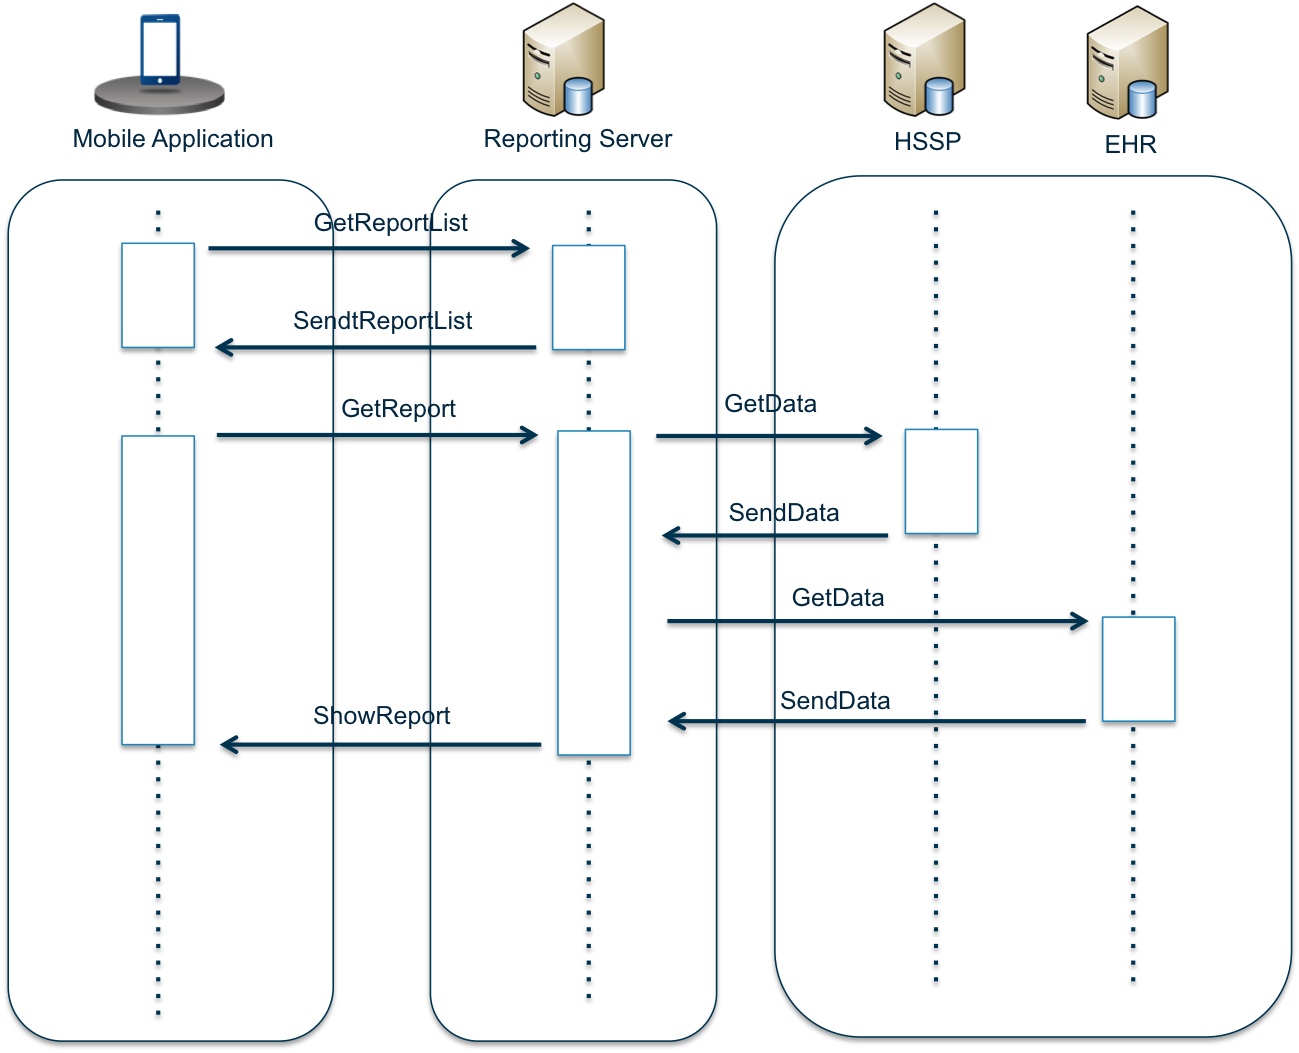 Mobile Application
Reporting Server
HSSP
EHR
GetReportList
SendtReportList
GetReport
GetData
SendData
GetData
SendData
ShowReport